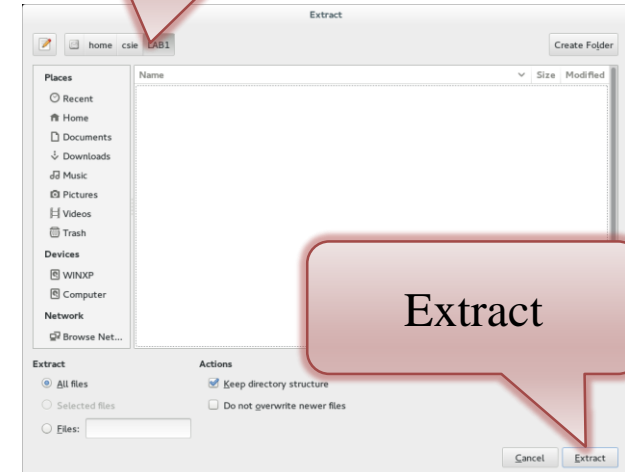 Extract
home csie LAB1 Create Folder
Places Name Size Modified
Recent
Home
Documents
Downloads
Music
Pictures
Videos
Trash
Devices
WINXP
Computer
Network
Browse Net...
Extract
Extract Actions
All files Keep directory structure
Selected files Do not overwrite newer files
Files:
Cancel Extract